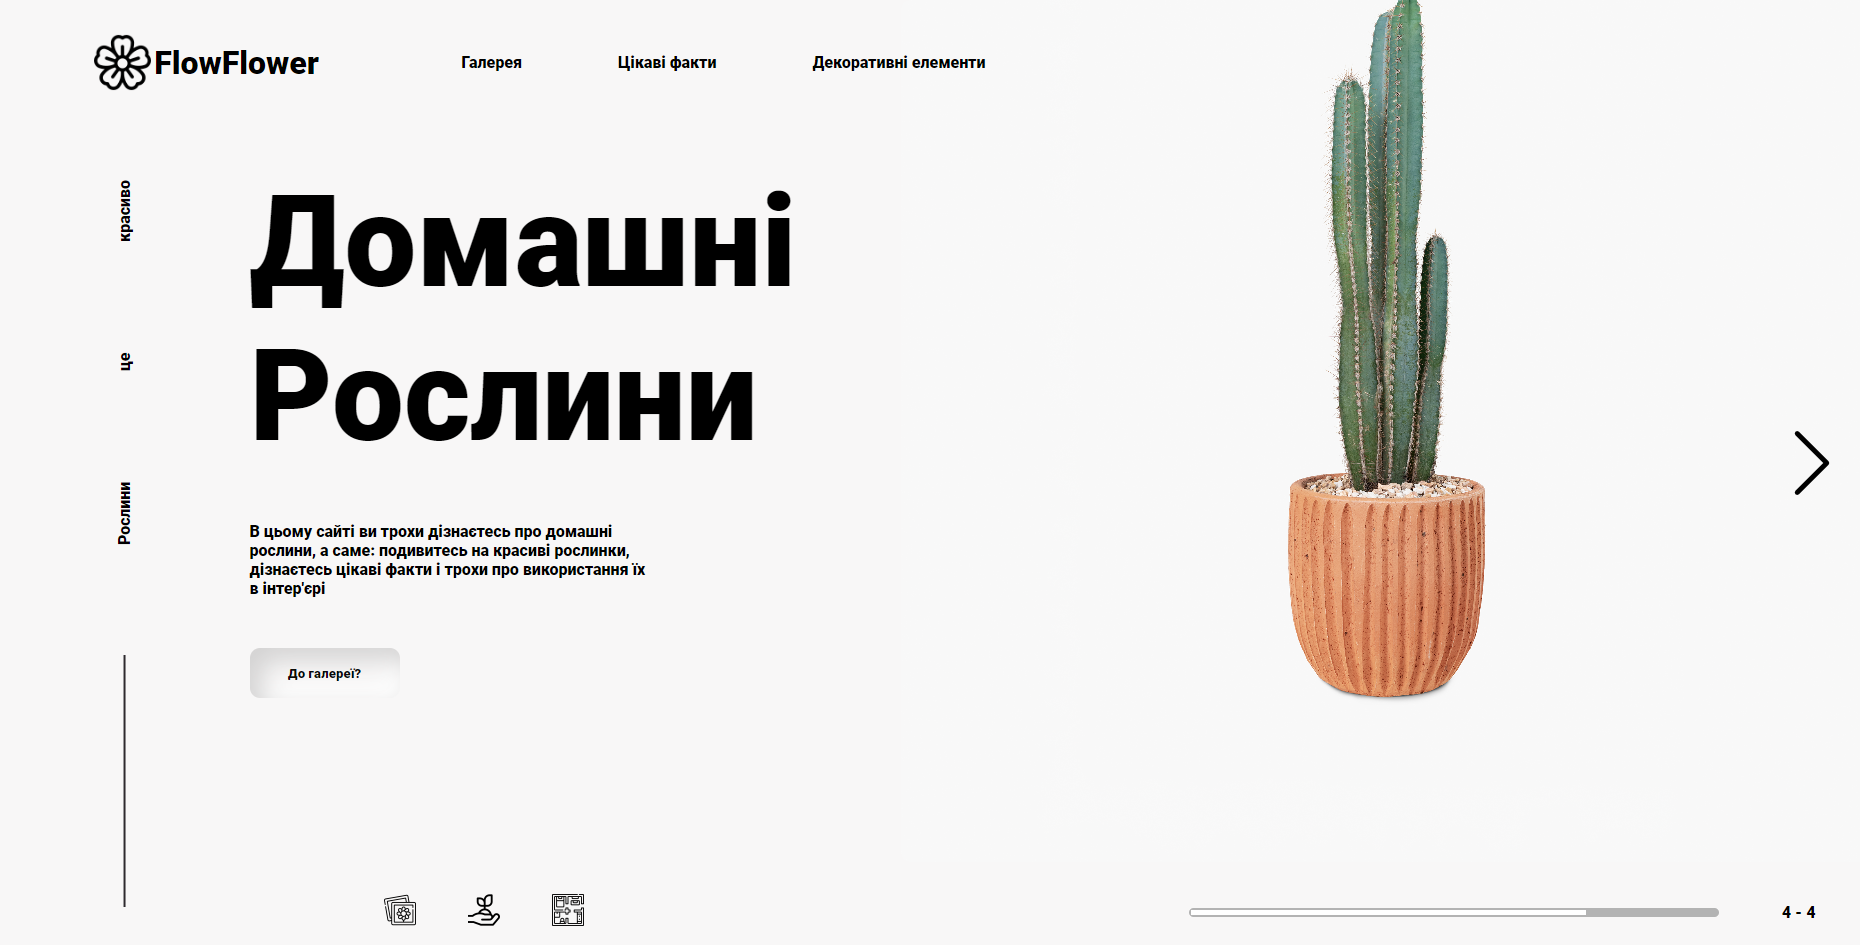 FlowFlower
Галерея
Цікаві факти
Декоративні елементи
Рослини це красиво
Домашні
Рослини
В цьому сайті ви трохи дізнаєтесь про домашні
рослини, а саме: подивитесь на красиві рослинки,
дізнаєтесь цікаві факти і трохи про використання їх
в інтер'єрі
До галереї?
4 - 4